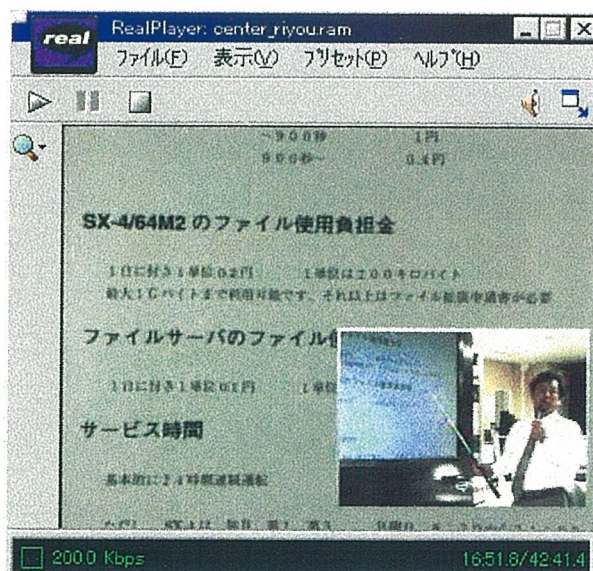 RealPlayer: center_riyou.ram
real
ファイル(F) 表示(V) プリセット(P) ヘルプ(H)
~900秒 1円
900秒~ 0.4円
SX-4/64M2のファイル使用負担金
1日に付き1単位0.2円 1単位は200キロバイト
最大1Gバイトまで利用可能です、それ以上はファイル拡張申請書が必要
ファイルサーバのファイル
1日に付き1単位0.1円 1単位
サービス時間
基本的に24時間連続運転
ただし
200.0 Kbps 16:51.8/42:41.4